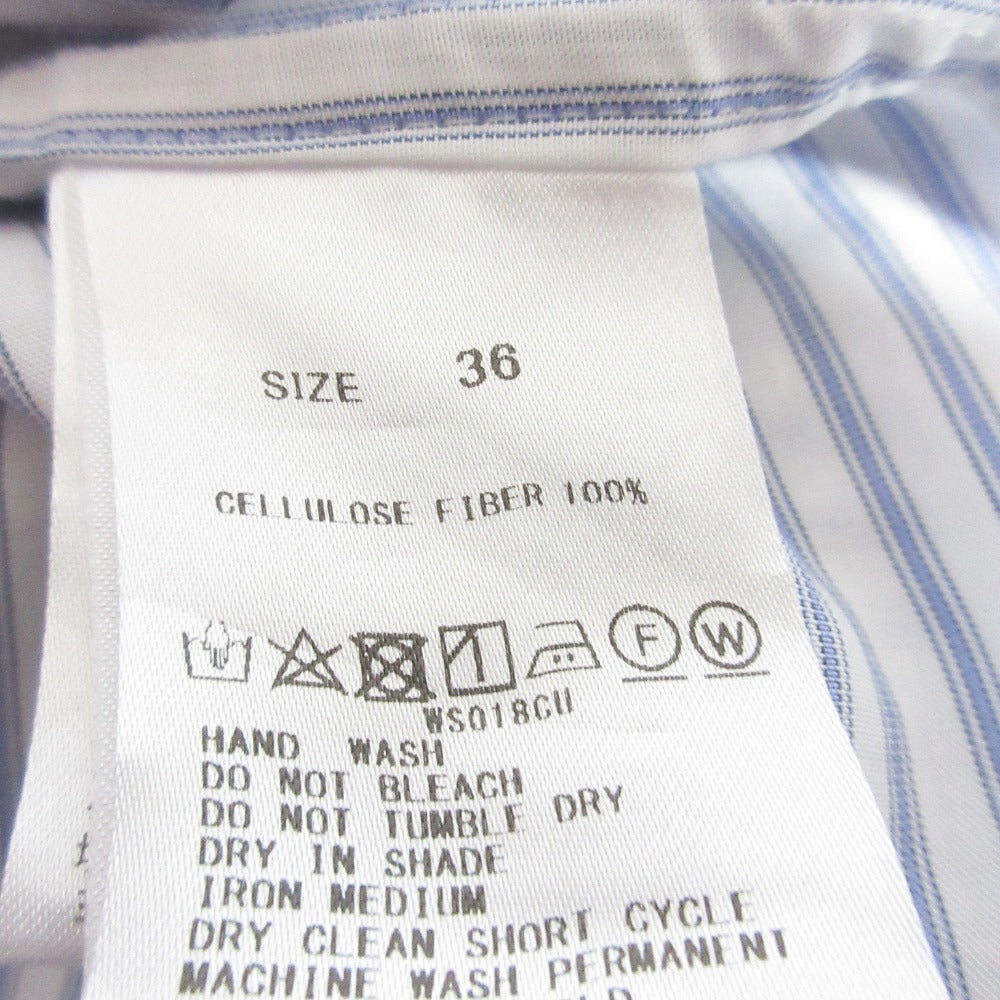 SIZE 36
CELLULOSE FIBER 100%
F W
WS018CU
HAND WASH
DO NOT BLEACH
DO NOT TUMBLE DRY
DRY IN SHADE
IRON MEDIUM
DRY CLEAN SHORT CYCLE
MACHINE WASH PERMANENT